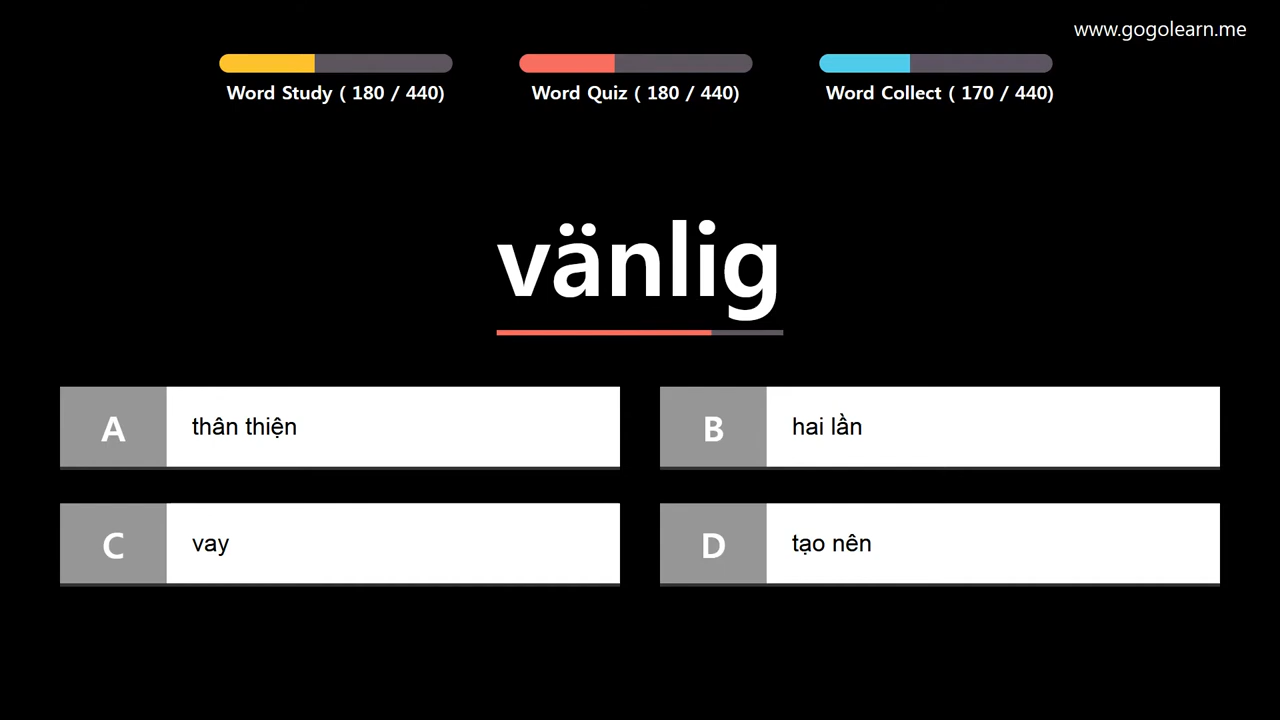 www.gogolearn.me
Word Study ( 180 / 440)
Word Quiz ( 180 / 440)
Word Collect ( 170 / 440)
vänlig
A
thân thiện
B
hai lần
C
vay
D
tạo nên